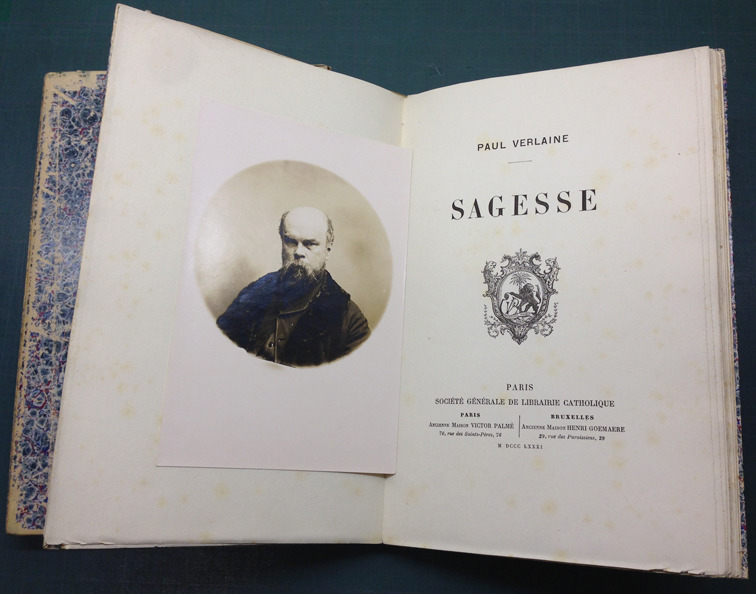 PAUL VERLAINE
SAGESSE
PARIS
SOCIÉTÉ GÉNÉRALE DE LIBRAIRIE CATHOLIQUE
PARIS
ANCIENNE MAISON VICTOR PALMÉ
76, rue des Saints-Pères, 76
BRUXELLES
ANCIENNE MAISON HENRI GOEMAERE
29, rue des Paroissiens, 29
M DCCC LXXXI